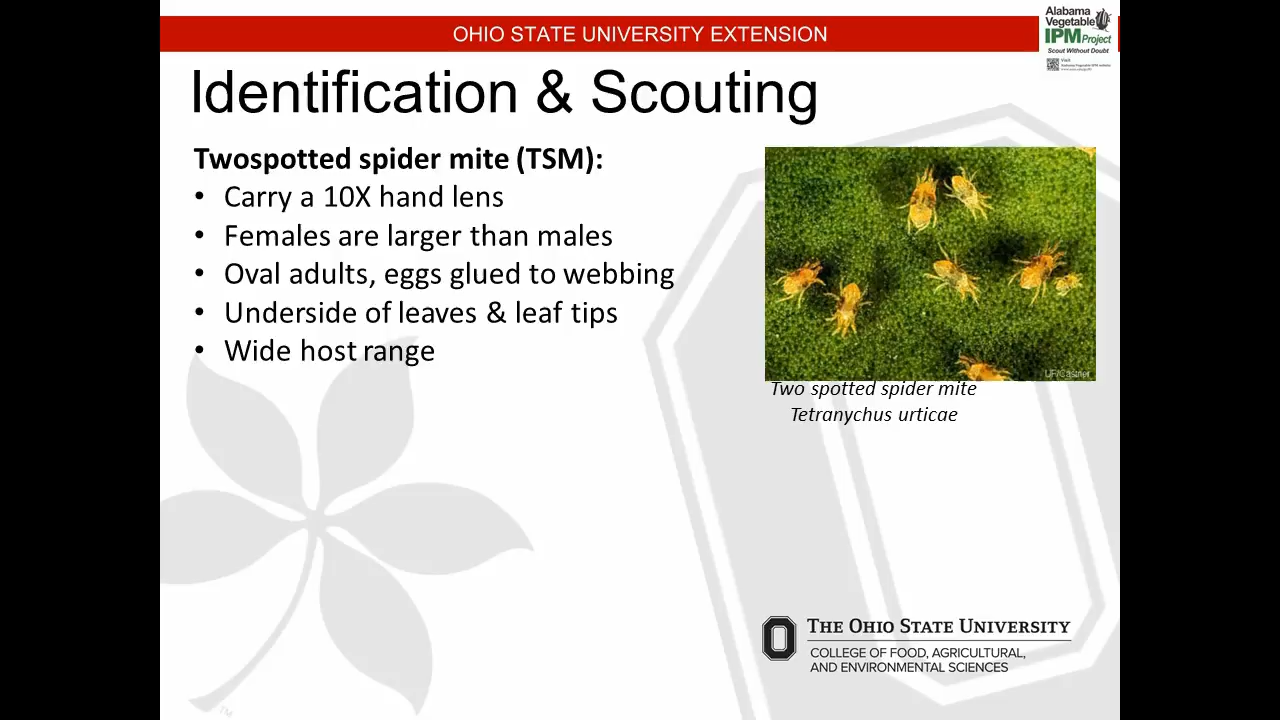 OHIO STATE UNIVERSITY EXTENSION
Alabama
Vegetable
IPM Project
Scout Without Doubt
Visit
Identification & Scouting
Twospotted spider mite (TSM):
• Carry a 10X hand lens
• Females are larger than males
• Oval adults, eggs glued to webbing
• Underside of leaves & leaf tips
• Wide host range
UF/Castner
Two spotted spider mite
Tetranychus urticae
THE OHIO STATE UNIVERSITY
COLLEGE OF FOOD, AGRICULTURAL,
AND ENVIRONMENTAL SCIENCES
TM